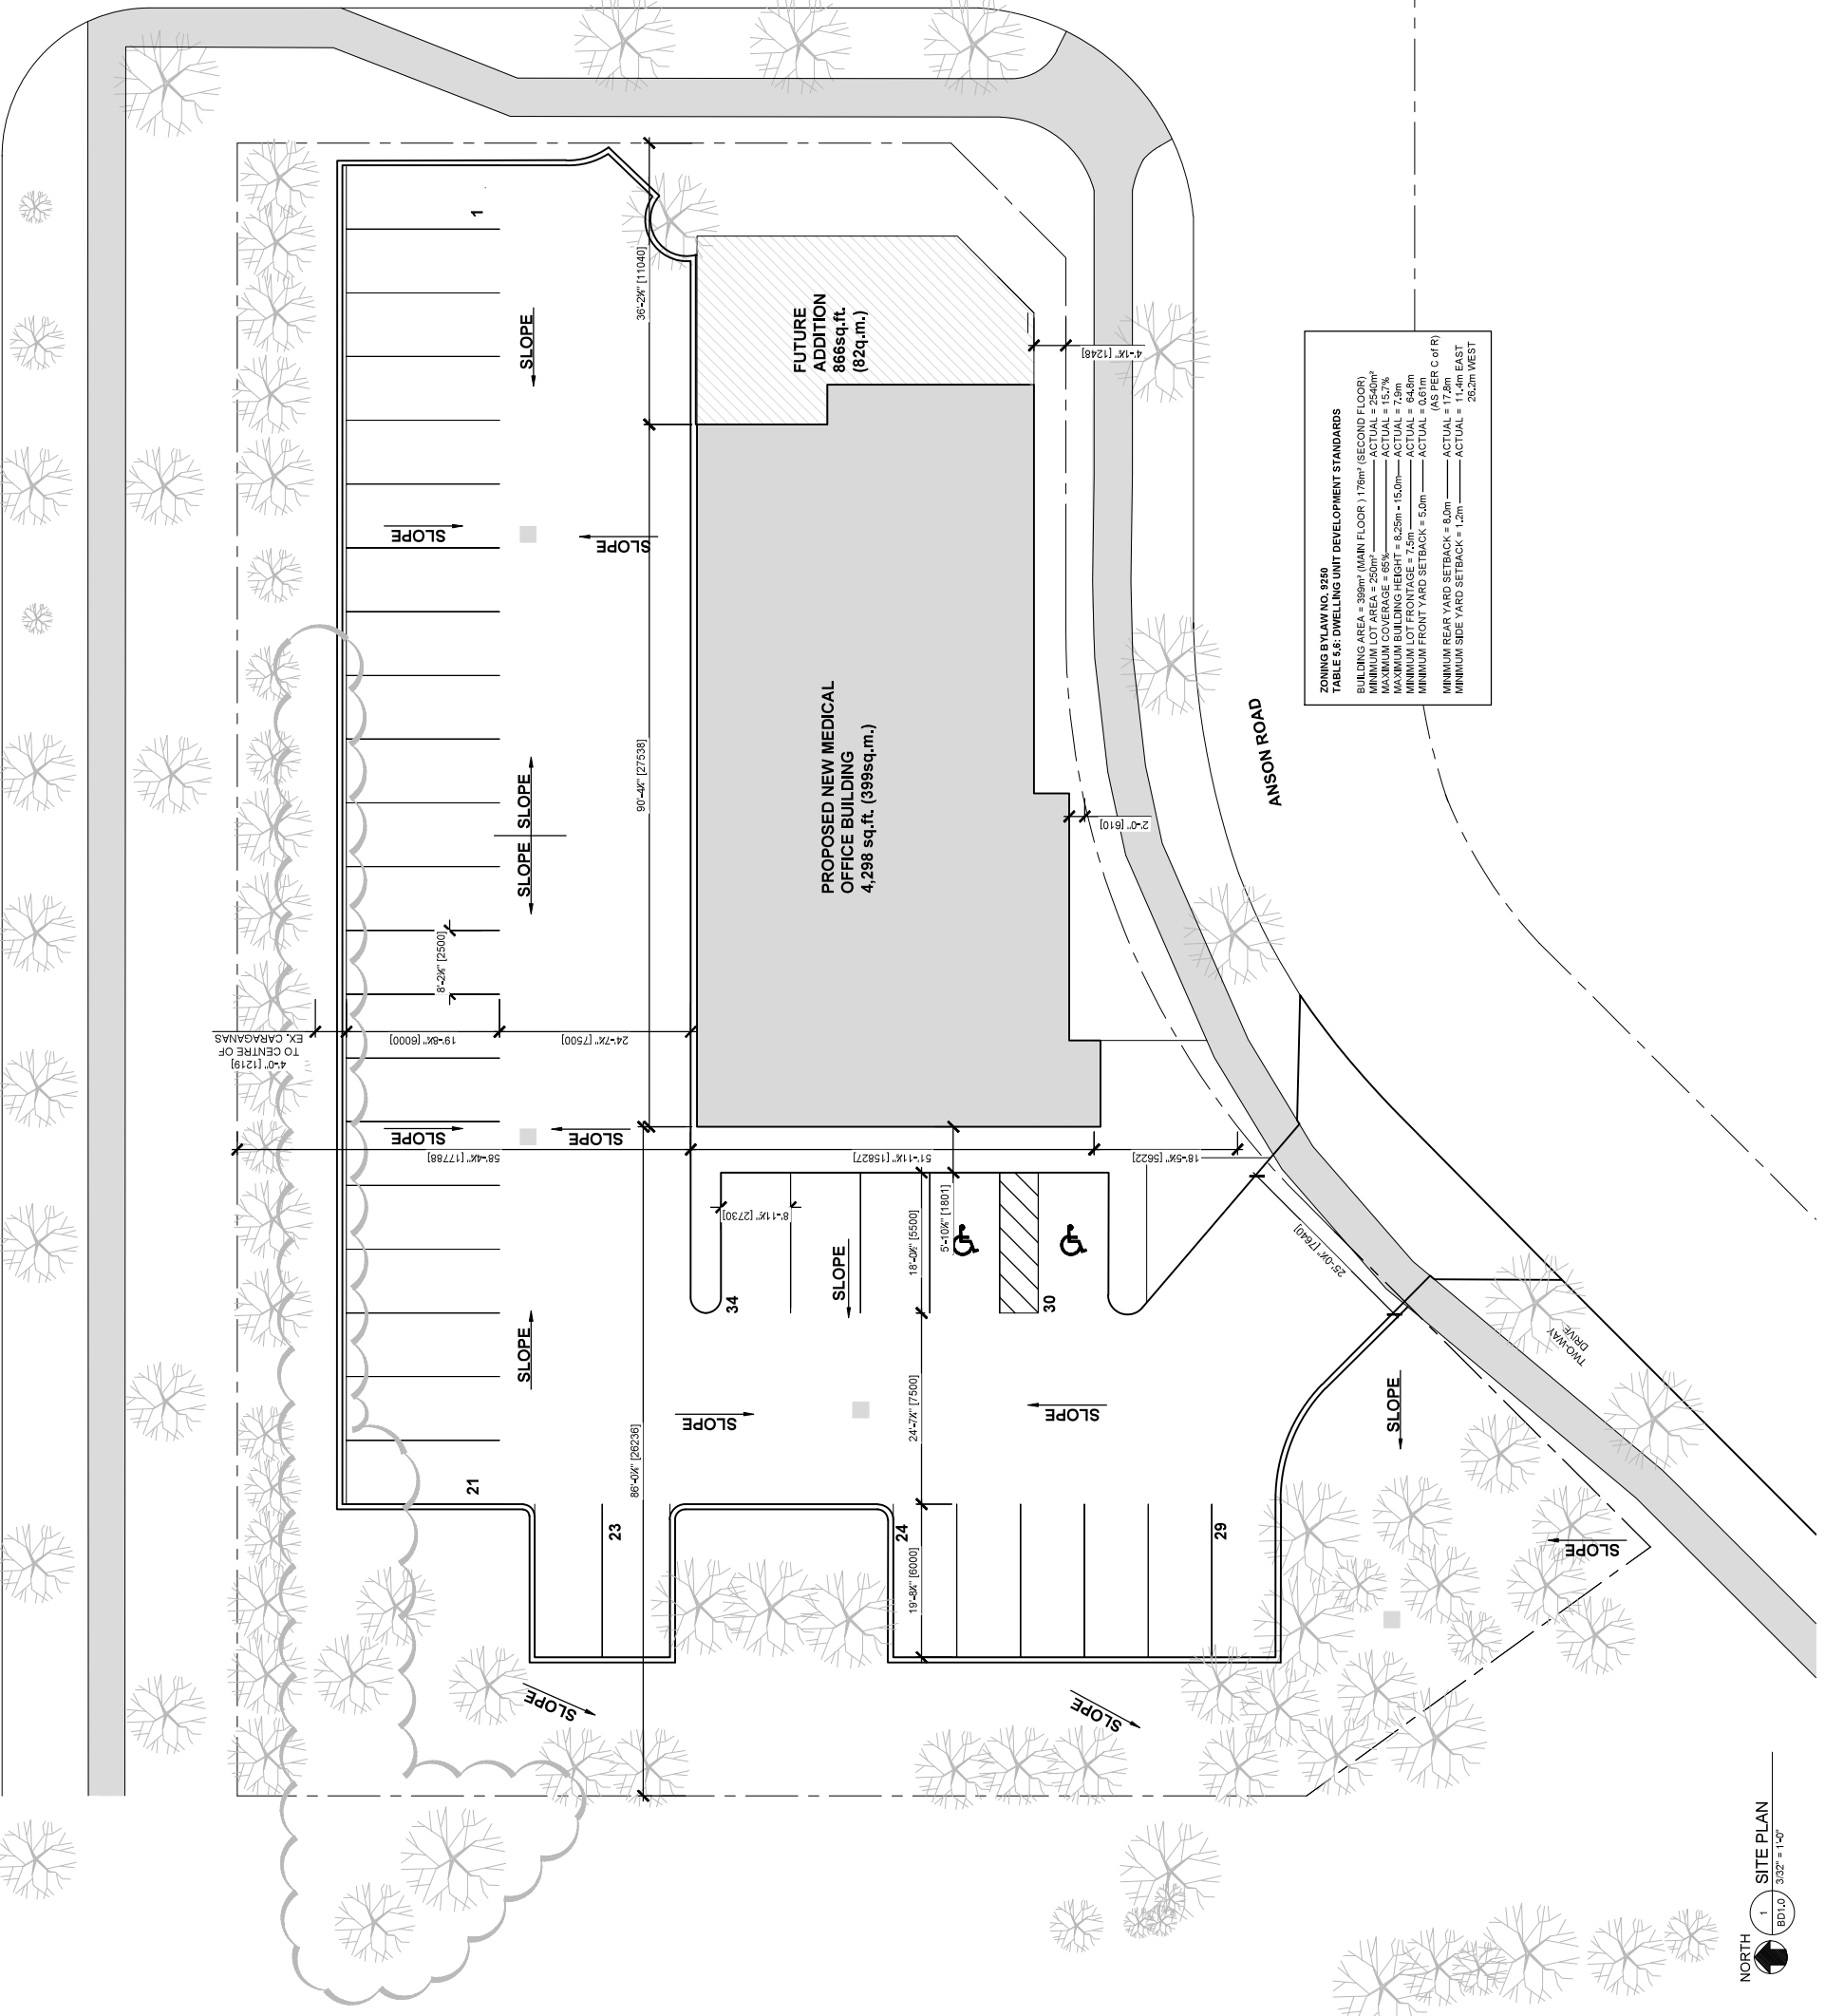 1
SLOPE
36'-2¾" [11040]
FUTURE
ADDITION
866sq.ft.
(82q.m.)
4'-1⅛" [1248]
SLOPE
SLOPE
SLOPE
SLOPE
90'-4¼" [27538]
PROPOSED NEW MEDICAL
OFFICE BUILDING
4,298 sq.ft. (399sq.m.)
2'-0" [610]
ANSON ROAD
ZONING BYLAW NO. 9250
TABLE 5.6: DWELLING UNIT DEVELOPMENT STANDARDS
BUILDING AREA = 399m² (MAIN FLOOR ) 176m² (SECOND FLOOR)
MINIMUM LOT AREA = 250m² ACTUAL = 2540m²
MAXIMUM COVERAGE = 65% ACTUAL = 15.7%
MAXIMUM BUILDING HEIGHT = 8.25m - 15.0m ACTUAL = 7.9m
MINIMUM LOT FRONTAGE = 7.5m ACTUAL = 64.8m
MINIMUM FRONT YARD SETBACK = 5.0m ACTUAL = 0.61m
(AS PER C of R)
MINIMUM REAR YARD SETBACK = 8.0m ACTUAL = 17.8m
MINIMUM SIDE YARD SETBACK = 1.2m ACTUAL = 11.4m EAST
26.2m WEST
8'-2⅜" [2500]
4'-0" [1219]
TO CENTRE OF
EX. CARAGANAS
19'-8¼" [6000]
24'-7¼" [7500]
SLOPE
SLOPE
58'-4¼" [17788]
51'-11⅛" [15827]
18'-5⅜" [5622]
SLOPE
8'-11½" [2730]
34
SLOPE
18'-0½" [5500]
5'-10⅞" [1801]
30
25'-0¾" [7640]
TWO-WAY
DRIVE
21
86'-0⅞" [26236]
SLOPE
24'-7¼" [7500]
SLOPE
SLOPE
23
24
19'-8¼" [6000]
29
SLOPE
SLOPE
SLOPE
NORTH
1
BD1.0
SITE PLAN
3/32" = 1'-0"